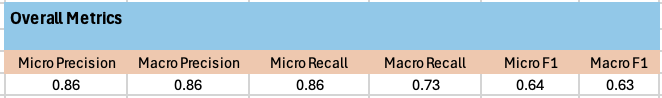 Overall Metrics
Micro Precision Macro Precision Micro Recall Macro Recall Micro F1 Macro F1
0.86 0.86 0.86 0.73 0.64 0.63